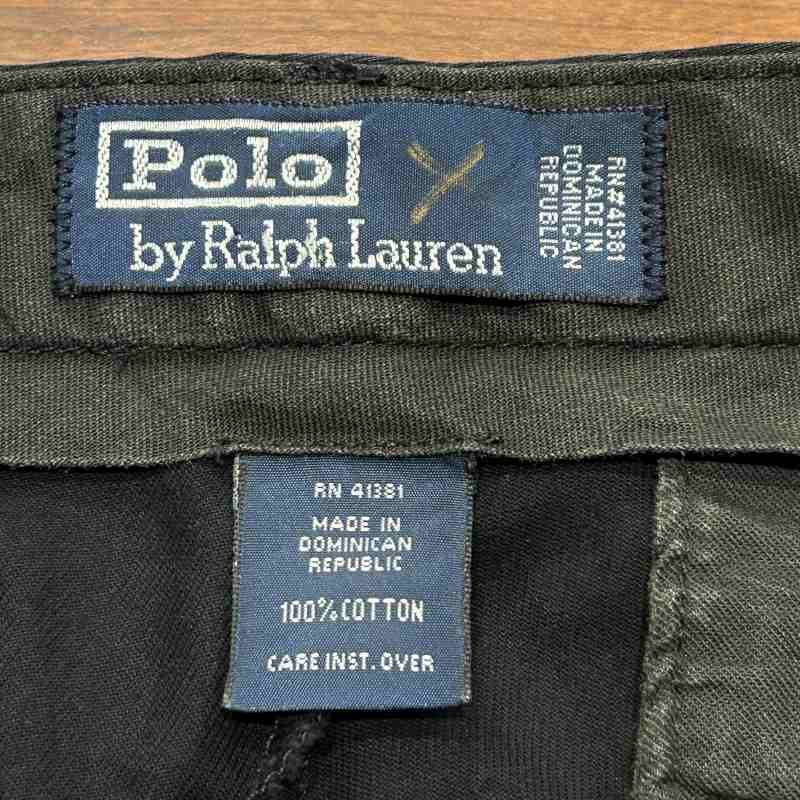 Polo
by Ralph Lauren
RN#41381
MADE IN
DOMINICAN
REPUBLIC
RN 41381
MADE IN
DOMINICAN
REPUBLIC
100% COTTON
CARE INST. OVER